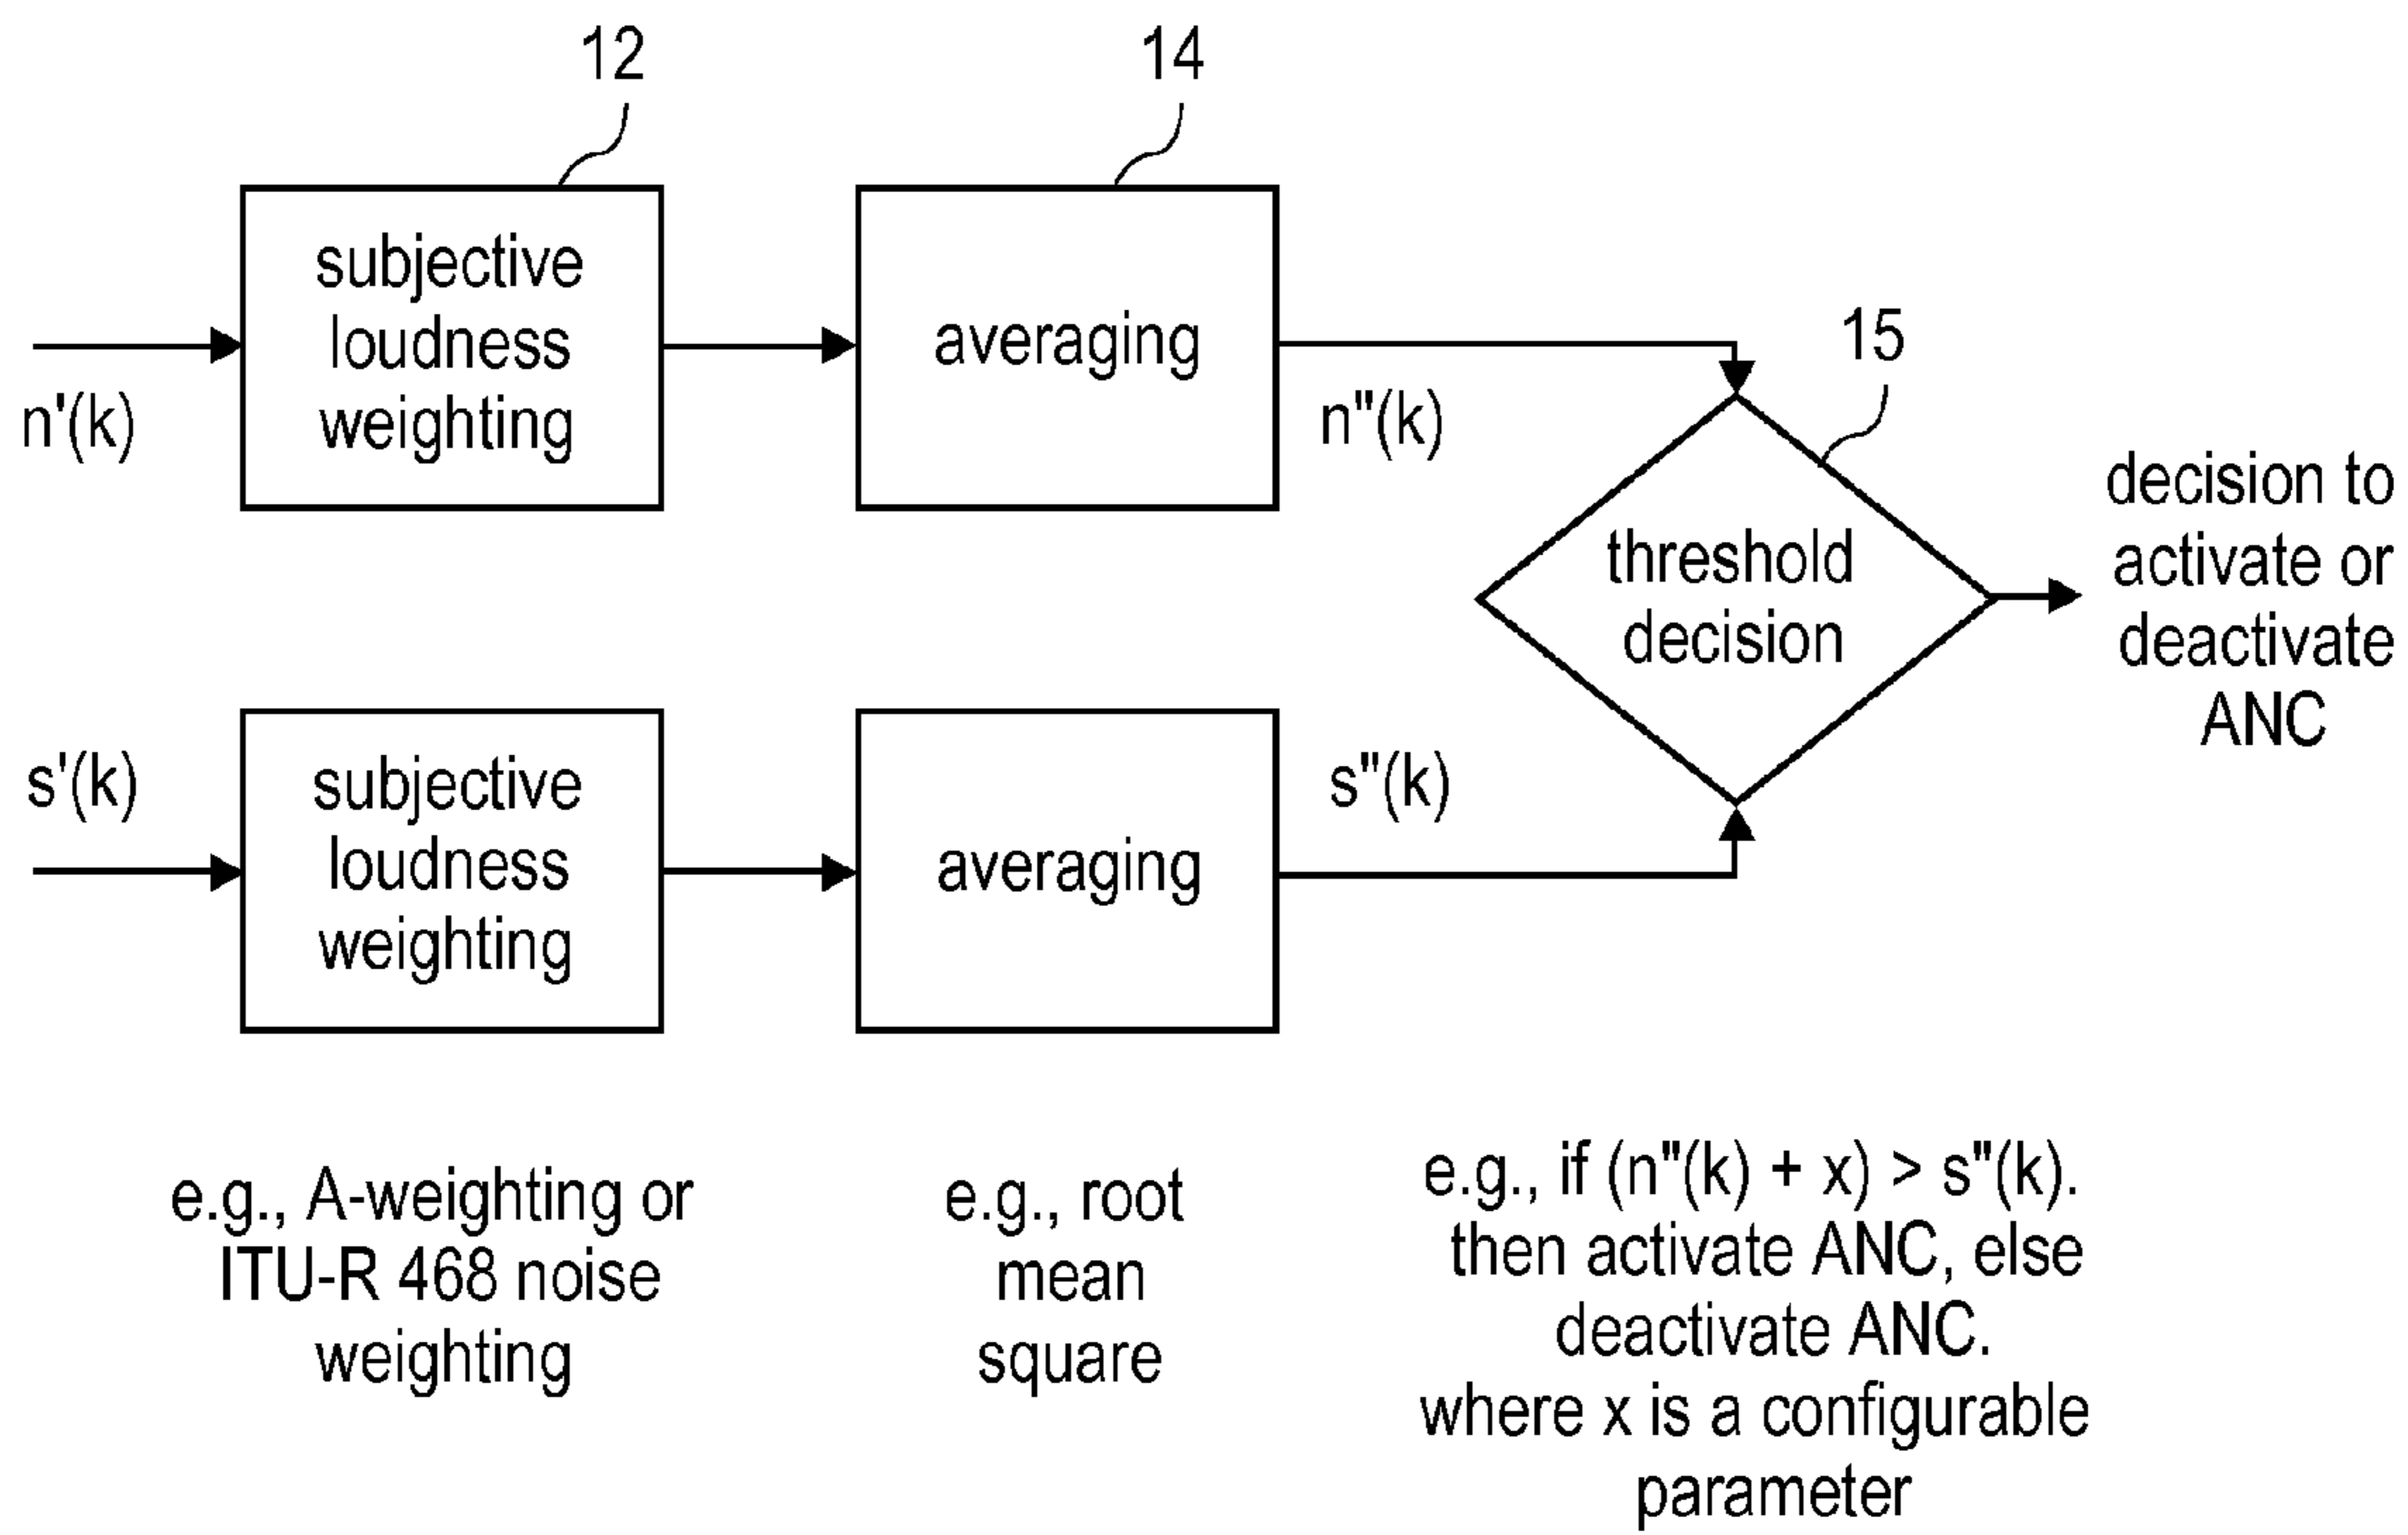 12
14
subjective
loudness
weighting
averaging
n'(k)
n"(k)
15
threshold
decision
decision to
activate or
deactivate
ANC
s'(k)
subjective
loudness
weighting
averaging
s"(k)
e.g., A-weighting or
ITU-R 468 noise
weighting
e.g., root
mean
square
e.g., if (n"(k) + x) > s"(k).
then activate ANC, else
deactivate ANC.
where x is a configurable
parameter